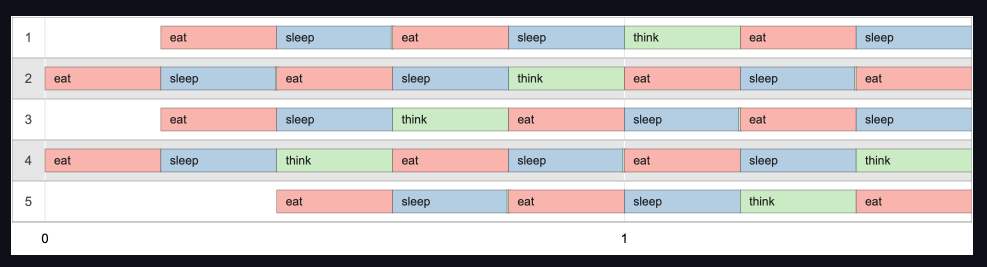 1 eat sleep eat sleep think eat sleep
2 eat sleep eat sleep think eat sleep eat
3 eat sleep think eat sleep eat sleep
4 eat sleep think eat sleep eat sleep think
5 eat sleep eat sleep think eat
0 1